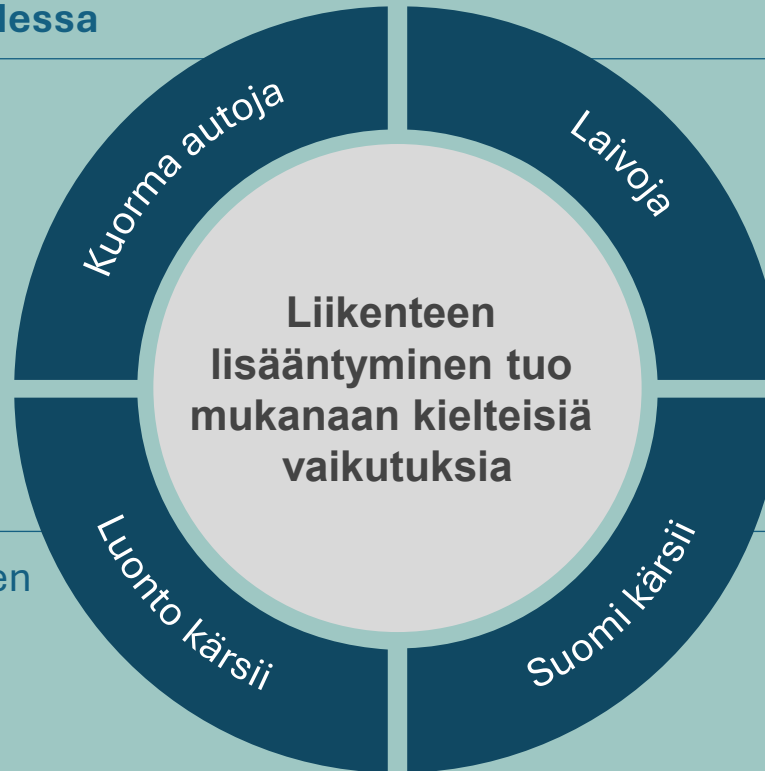 lessa
Kuorma autoja
Laivoja
Liikenteen
lisääntyminen tuo
mukanaan kielteisiä
vaikutuksia
en
Luonto kärsii
Suomi kärsii